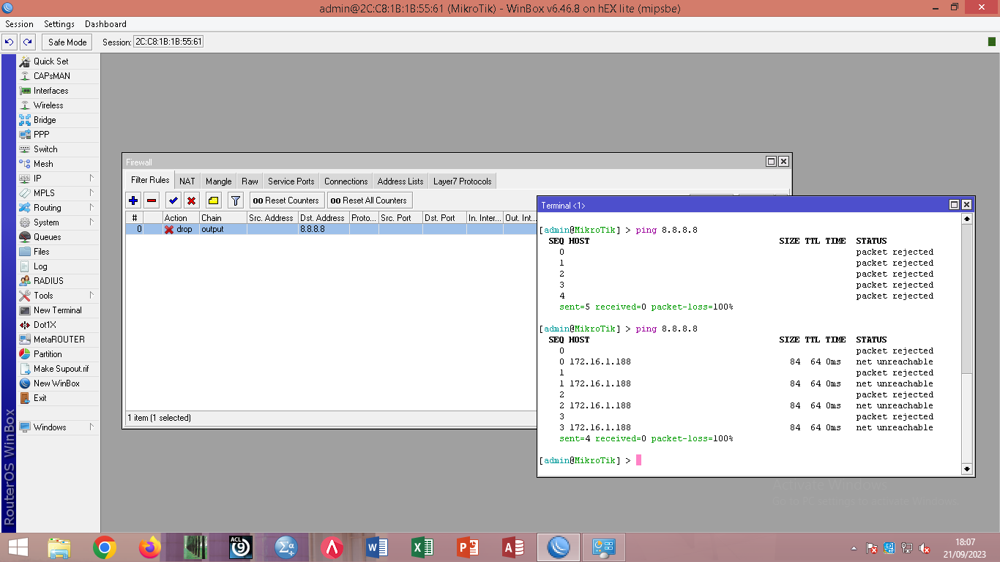 admin@2C:C8:1B:1B:55:61 (MikroTik) - WinBox v6.46.8 on hEX lite (mipsbe)
Session Settings Dashboard
Safe Mode Session: 2C:C8:1B:1B:55:61
Quick Set
CAPsMAN
Interfaces
Wireless
Bridge
PPP
Switch
Mesh
IP
MPLS
Routing
System
Queues
Files
Log
RADIUS
Tools
New Terminal
Dot1X
MetaROUTER
Partition
Make Supout.rif
New WinBox
Exit
Windows
RouterOS WinBox
Firewall
Filter Rules NAT Mangle Raw Service Ports Connections Address Lists Layer7 Protocols
00 Reset Counters 00 Reset All Counters
# Action Chain Src. Address Dst. Address Proto... Src. Port Dst. Port In. Inter... Out. Int...
0 drop output 8.8.8.8
1 item (1 selected)
Terminal <1>
[admin@MikroTik] > ping 8.8.8.8
SEQ HOST SIZE TTL TIME STATUS
0 packet rejected
1 packet rejected
2 packet rejected
3 packet rejected
4 packet rejected
sent=5 received=0 packet-loss=100%
[admin@MikroTik] > ping 8.8.8.8
SEQ HOST SIZE TTL TIME STATUS
0 packet rejected
0 172.16.1.188 84 64 0ms net unreachable
1 packet rejected
1 172.16.1.188 84 64 0ms net unreachable
2 packet rejected
2 172.16.1.188 84 64 0ms net unreachable
3 packet rejected
3 172.16.1.188 84 64 0ms net unreachable
sent=4 received=0 packet-loss=100%
[admin@MikroTik] >
Activate Windows
Go to PC settings to activate Windows.
ACL
9
Σα
18:07
21/09/2023